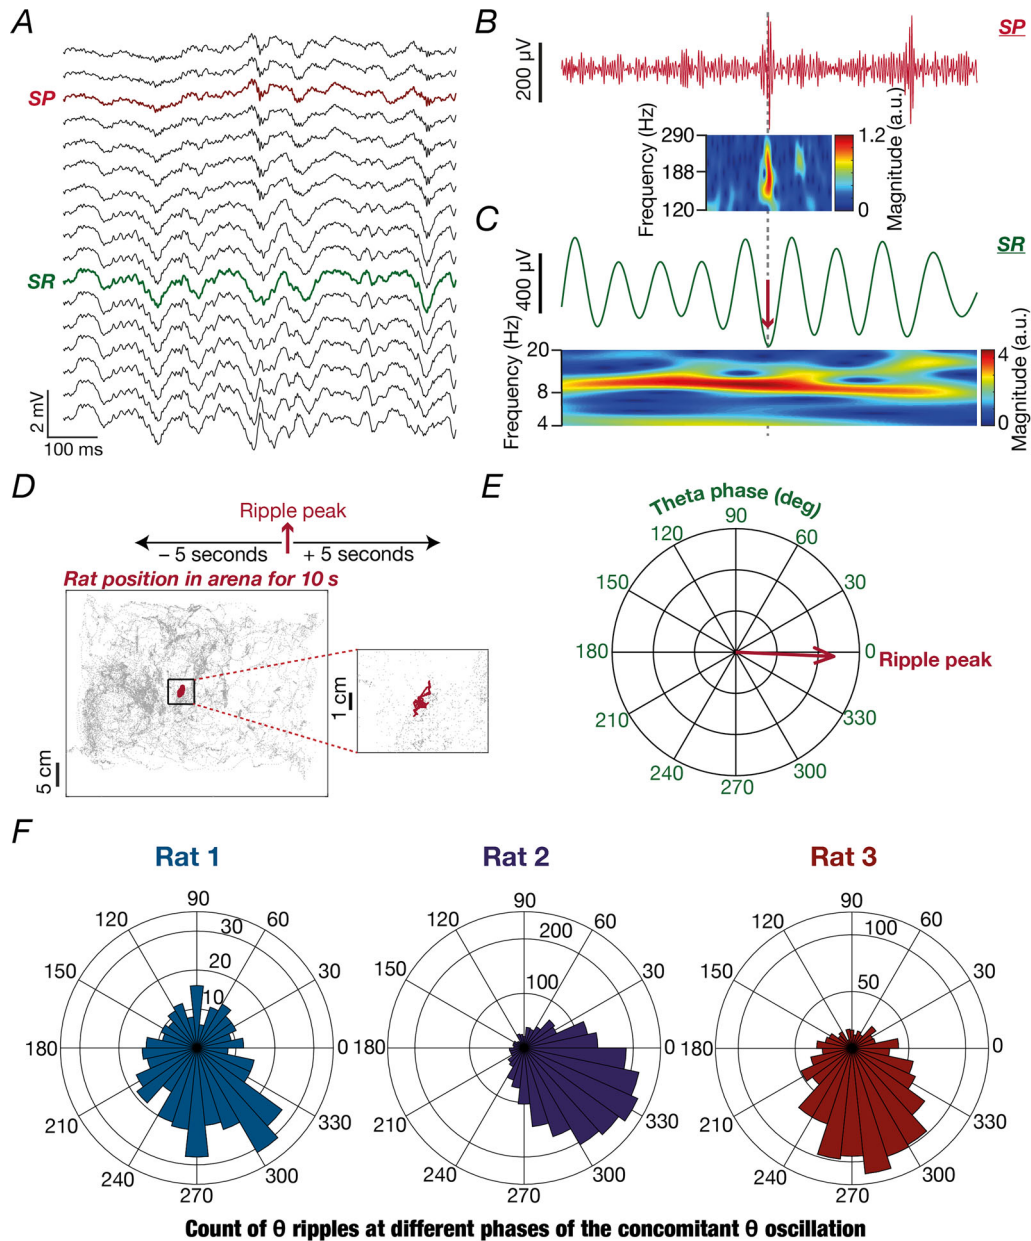 A
SP
SR
2 mV
100 ms
B
SP
200 µV
Frequency (Hz)
290
188
120
1.2
0
Magnitude (a.u.)
C
SR
400 µV
Frequency (Hz)
20
8
4
4
0
Magnitude (a.u.)
D
Ripple peak
– 5 seconds
+ 5 seconds
Rat position in arena for 10 s
5 cm
1 cm
E
Theta phase (deg)
90
120
60
150
30
180
0
Ripple peak
210
330
240
300
270
F
Rat 1
90
120
60
30
150
20
30
10
180
0
210
330
240
300
270
Rat 2
90
120
60
200
150
30
100
180
0
210
330
240
300
270
Rat 3
90
120
60
100
150
30
50
180
0
210
330
240
300
270
Count of θ ripples at different phases of the concomitant θ oscillation